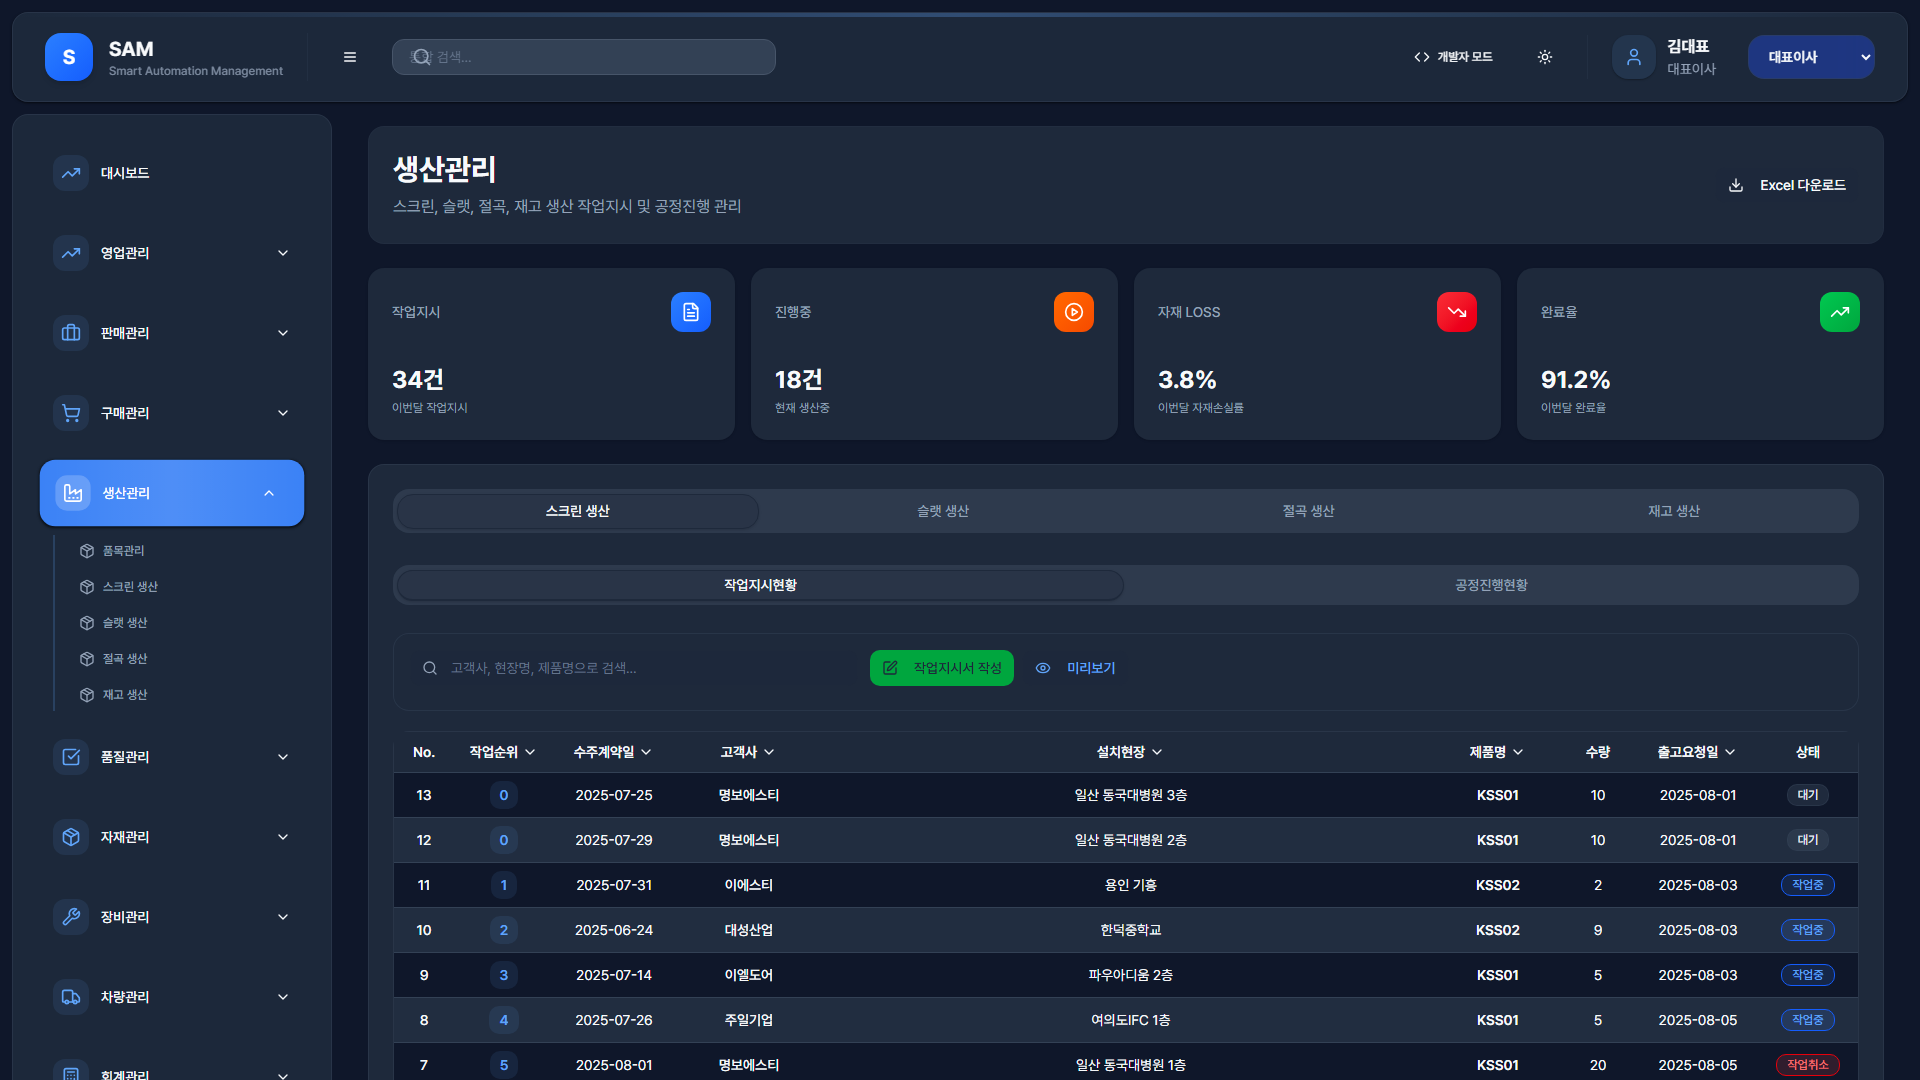 S
SAM
Smart Automation Management
통합 검색...
개발자 모드
김대표
대표이사
대표이사
대시보드
영업관리
판매관리
구매관리
생산관리
품목관리
스크린 생산
슬랫 생산
절곡 생산
재고 생산
품질관리
자재관리
장비관리
차량관리
회계관리
생산관리
스크린, 슬랫, 절곡, 재고 생산 작업지시 및 공정진행 관리
Excel 다운로드
작업지시
34건
이번달 작업지시
진행중
18건
현재 생산중
자재 LOSS
3.8%
이번달 자재손실률
완료율
91.2%
이번달 완료율
스크린 생산 슬랫 생산 절곡 생산 재고 생산
작업지시현황 공정진행현황
고객사, 현장명, 제품명으로 검색... 작업지시서 작성 미리보기
No. 작업순위 수주계약일 고객사 설치현장 제품명 수량 출고요청일 상태
13 0 2025-07-25 명보에스티 일산 동국대병원 3층 KSS01 10 2025-08-01 대기
12 0 2025-07-29 명보에스티 일산 동국대병원 2층 KSS01 10 2025-08-01 대기
11 1 2025-07-31 이에스티 용인 기흥 KSS02 2 2025-08-03 작업중
10 2 2025-06-24 대성산업 한덕중학교 KSS02 9 2025-08-03 작업중
9 3 2025-07-14 이엘도어 파우아디움 2층 KSS01 5 2025-08-03 작업중
8 4 2025-07-26 주일기업 여의도IFC 1층 KSS01 5 2025-08-05 작업중
7 5 2025-08-01 명보에스티 일산 동국대병원 1층 KSS01 20 2025-08-05 작업취소